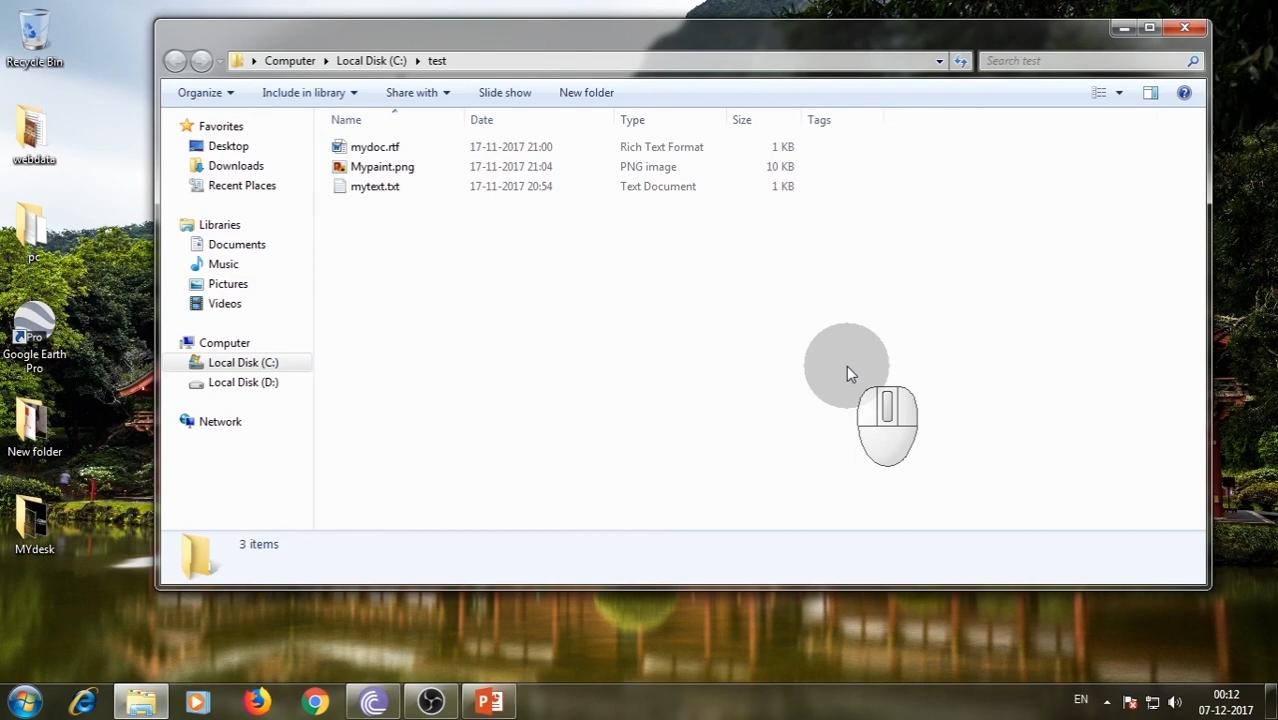 Recycle Bin
webdata
pc
Pro
Google Earth
Pro
New folder
MYdesk
Computer Local Disk (C:) test
Search test
Organize Include in library Share with Slide show New folder
Name Date Type Size Tags
mydoc.rtf 17-11-2017 21:00 Rich Text Format 1 KB
Mypaint.png 17-11-2017 21:04 PNG image 10 KB
mytext.txt 17-11-2017 20:54 Text Document 1 KB
Favorites
Desktop
Downloads
Recent Places
Libraries
Documents
Music
Pictures
Videos
Computer
Local Disk (C:)
Local Disk (D:)
Network
3 items
EN
00:12
07-12-2017